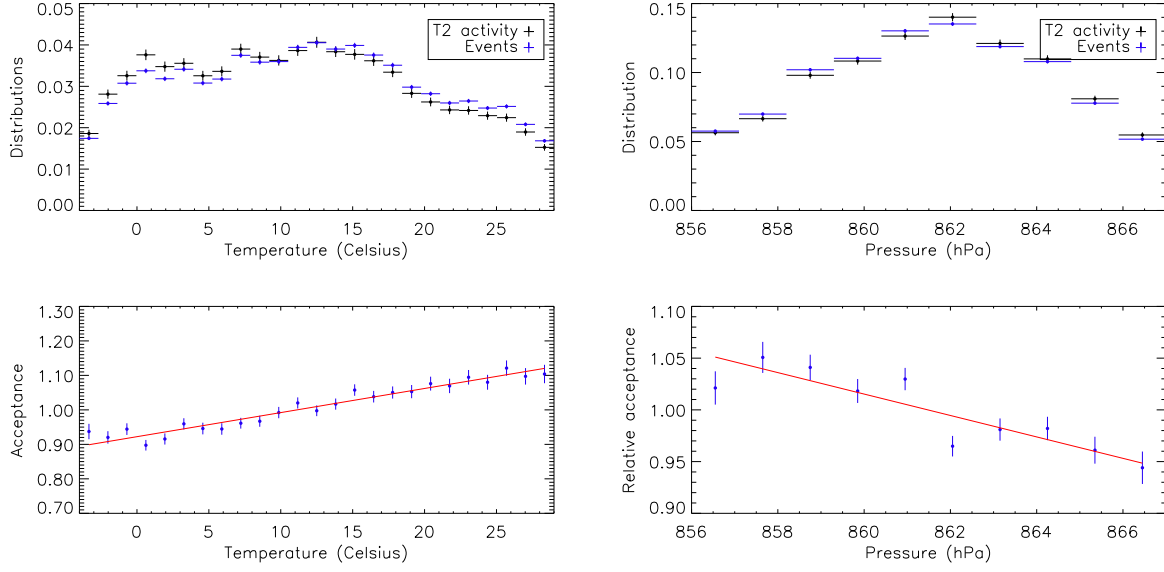 0.05
0.04
0.03
0.02
0.01
0.00
Distributions
T2 activity
Events
0 5 10 15 20 25
Temperature (Celsius)
0.15
0.10
0.05
0.00
Distribution
T2 activity
Events
856 858 860 862 864 866
Pressure (hPa)
1.30
1.20
1.10
1.00
0.90
0.80
0.70
Acceptance
0 5 10 15 20 25
Temperature (Celsius)
1.10
1.05
1.00
0.95
0.90
Relative acceptance
856 858 860 862 864 866
Pressure (hPa)